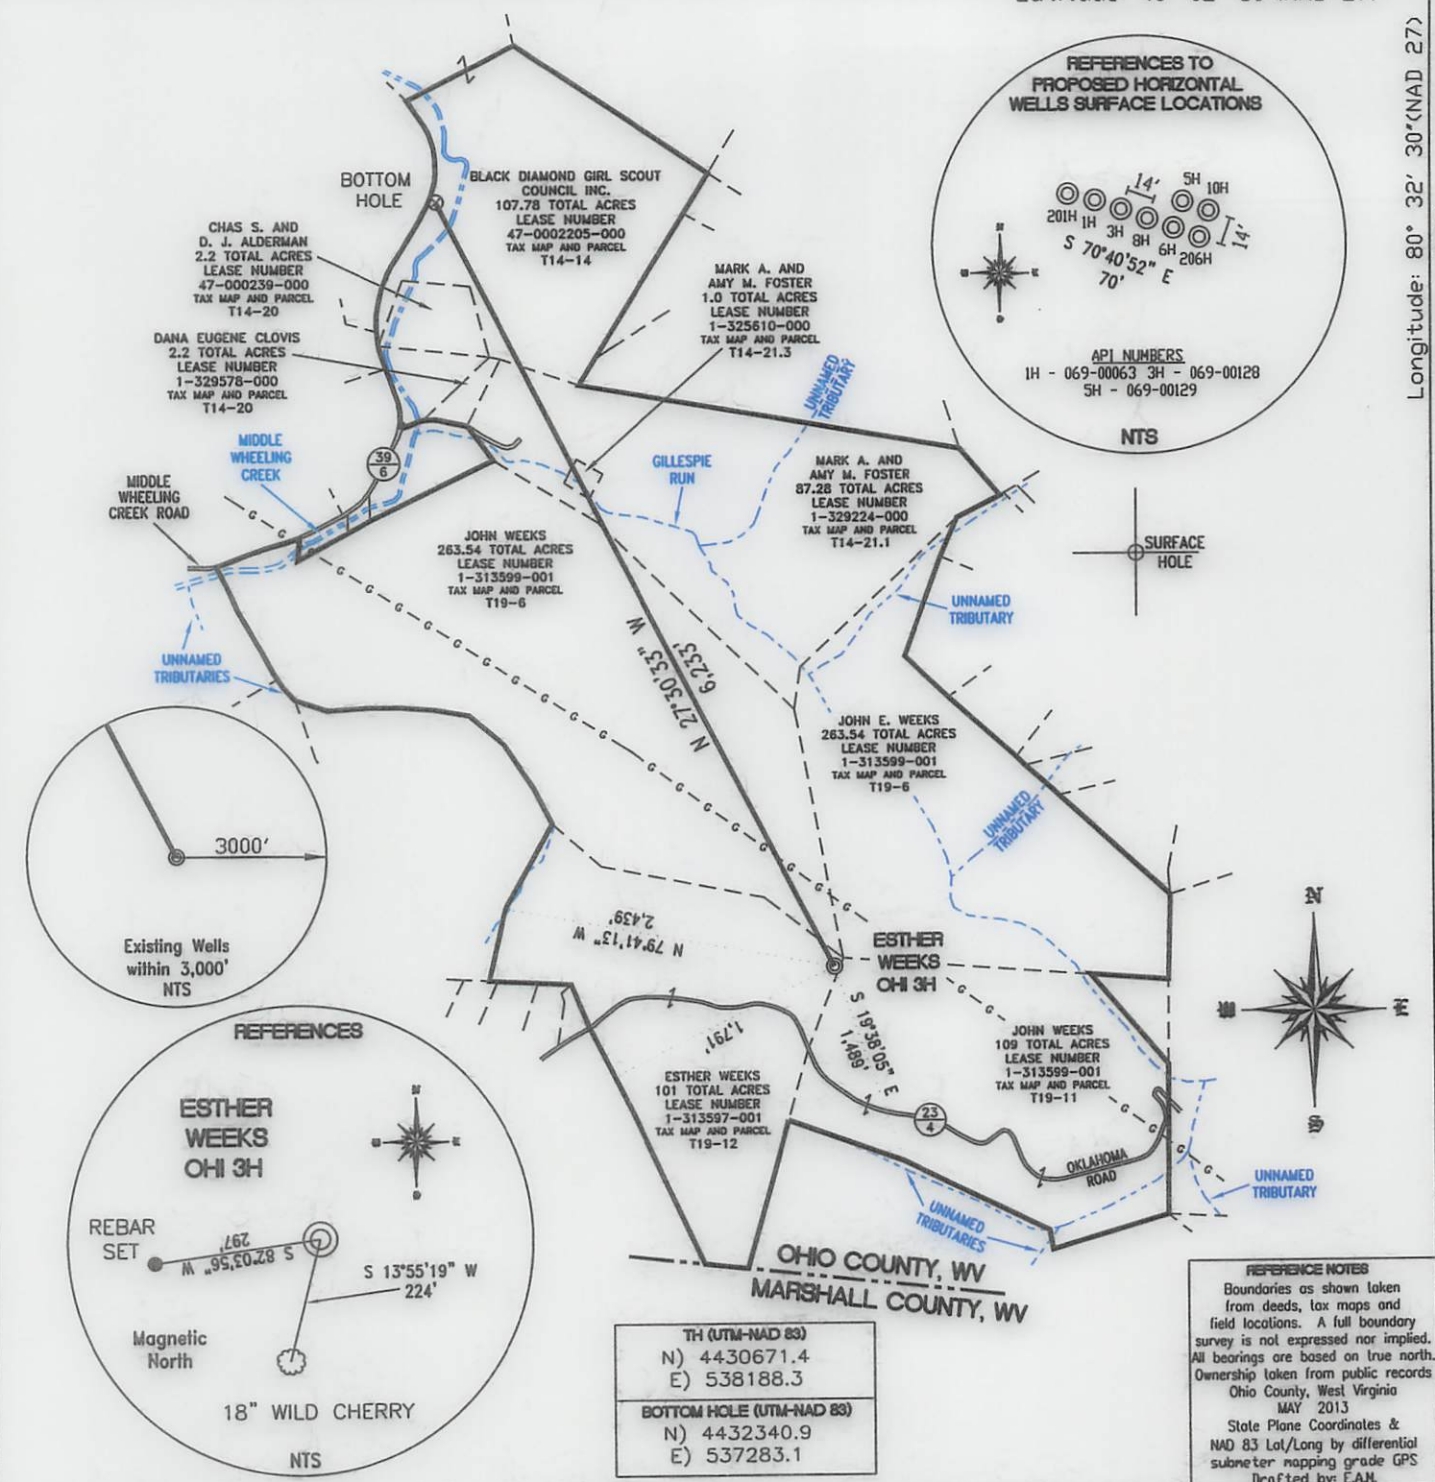 Longitude: 80° 32' 30"(NAD 27)
REFERENCES TO
PROPOSED HORIZONTAL
WELLS SURFACE LOCATIONS
14'
5H
10H
201H
1H
3H
8H
6H
206H
14'
S 70°40'52" E
70'
API NUMBERS
1H - 069-00063 3H - 069-00128
5H - 069-00129
NTS
BOTTOM
HOLE
BLACK DIAMOND GIRL SCOUT
COUNCIL INC.
107.78 TOTAL ACRES
LEASE NUMBER
47-0002205-000
TAX MAP AND PARCEL
T14-14
CHAS S. AND
D. J. ALDERMAN
2.2 TOTAL ACRES
LEASE NUMBER
47-000239-000
TAX MAP AND PARCEL
T14-20
MARK A. AND
AMY M. FOSTER
1.0 TOTAL ACRES
LEASE NUMBER
1-325610-000
TAX MAP AND PARCEL
T14-21.3
DANA EUGENE CLOVIS
2.2 TOTAL ACRES
LEASE NUMBER
1-329578-000
TAX MAP AND PARCEL
T14-20
UNNAMED
TRIBUTARY
MIDDLE
WHEELING
CREEK
39
6
GILLESPIE
RUN
MARK A. AND
AMY M. FOSTER
87.28 TOTAL ACRES
LEASE NUMBER
1-329224-000
TAX MAP AND PARCEL
T14-21.1
MIDDLE
WHEELING
CREEK ROAD
JOHN WEEKS
263.54 TOTAL ACRES
LEASE NUMBER
1-313599-001
TAX MAP AND PARCEL
T19-6
SURFACE
HOLE
UNNAMED
TRIBUTARY
UNNAMED
TRIBUTARIES
N 27°30'33" W
6,233'
JOHN E. WEEKS
263.54 TOTAL ACRES
LEASE NUMBER
1-313599-001
TAX MAP AND PARCEL
T19-6
UNNAMED
TRIBUTARY
3000'
Existing Wells
within 3,000'
NTS
N 79°41'13" W
2,439'
ESTHER
WEEKS
OHI 3H
N
W
E
S
S 19°38'05" E
1,489'
1,791'
JOHN WEEKS
109 TOTAL ACRES
LEASE NUMBER
1-313599-001
TAX MAP AND PARCEL
T19-11
ESTHER WEEKS
101 TOTAL ACRES
LEASE NUMBER
1-313597-001
TAX MAP AND PARCEL
T19-12
23
4
OKLAHOMA
ROAD
UNNAMED
TRIBUTARY
UNNAMED
TRIBUTARIES
REFERENCES
ESTHER
WEEKS
OHI 3H
REBAR
SET
S 82°03'56" W
297'
S 13°55'19" W
224'
Magnetic
North
18" WILD CHERRY
NTS
OHIO COUNTY, WV
MARSHALL COUNTY, WV
TH (UTM-NAD 83)
N) 4430671.4
E) 538188.3
BOTTOM HOLE (UTM-NAD 83)
N) 4432340.9
E) 537283.1
REFERENCE NOTES
Boundaries as shown taken
from deeds, tax maps and
field locations. A full boundary
survey is not expressed nor implied.
All bearings are based on true north.
Ownership taken from public records
Ohio County, West Virginia
MAY 2013
State Plane Coordinates &
NAD 83 Lat/Long by differential
submeter mapping grade GPS
Drafted by: E.A.M.